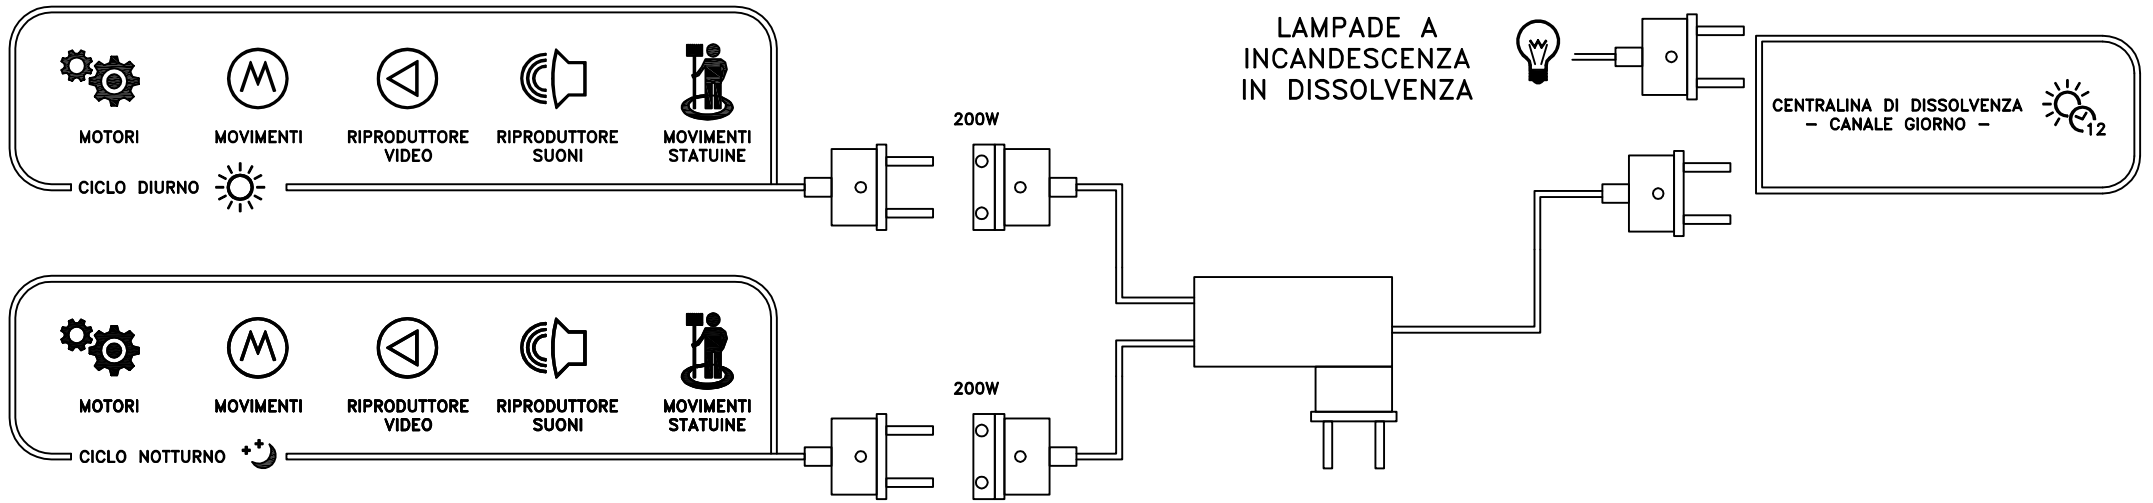 LAMPADE A
INCANDESCENZA
IN DISSOLVENZA
CENTRALINA DI DISSOLVENZA
- CANALE GIORNO -
12
MOTORI
MOVIMENTI
RIPRODUTTORE
VIDEO
RIPRODUTTORE
SUONI
MOVIMENTI
STATUINE
CICLO DIURNO
200W
MOTORI
MOVIMENTI
RIPRODUTTORE
VIDEO
RIPRODUTTORE
SUONI
MOVIMENTI
STATUINE
CICLO NOTTURNO
200W